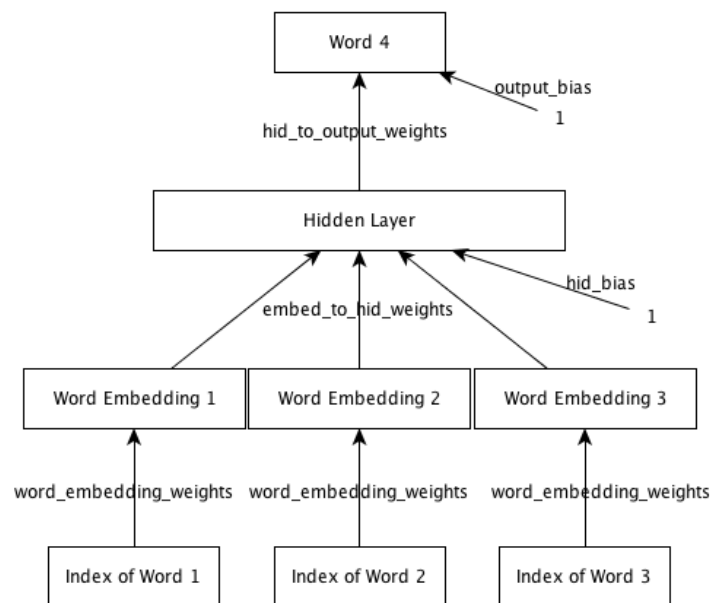 Word 4
output_bias
1
hid_to_output_weights
Hidden Layer
hid_bias
embed_to_hid_weights
1
Word Embedding 1
Word Embedding 2
Word Embedding 3
word_embedding_weights
word_embedding_weights
word_embedding_weights
Index of Word 1
Index of Word 2
Index of Word 3